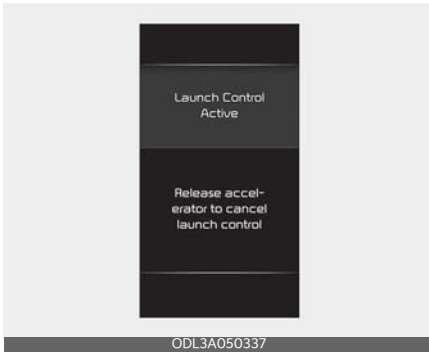 Launch Control
Active
Release accel-
erator to cancel
launch control
ODL3A050337